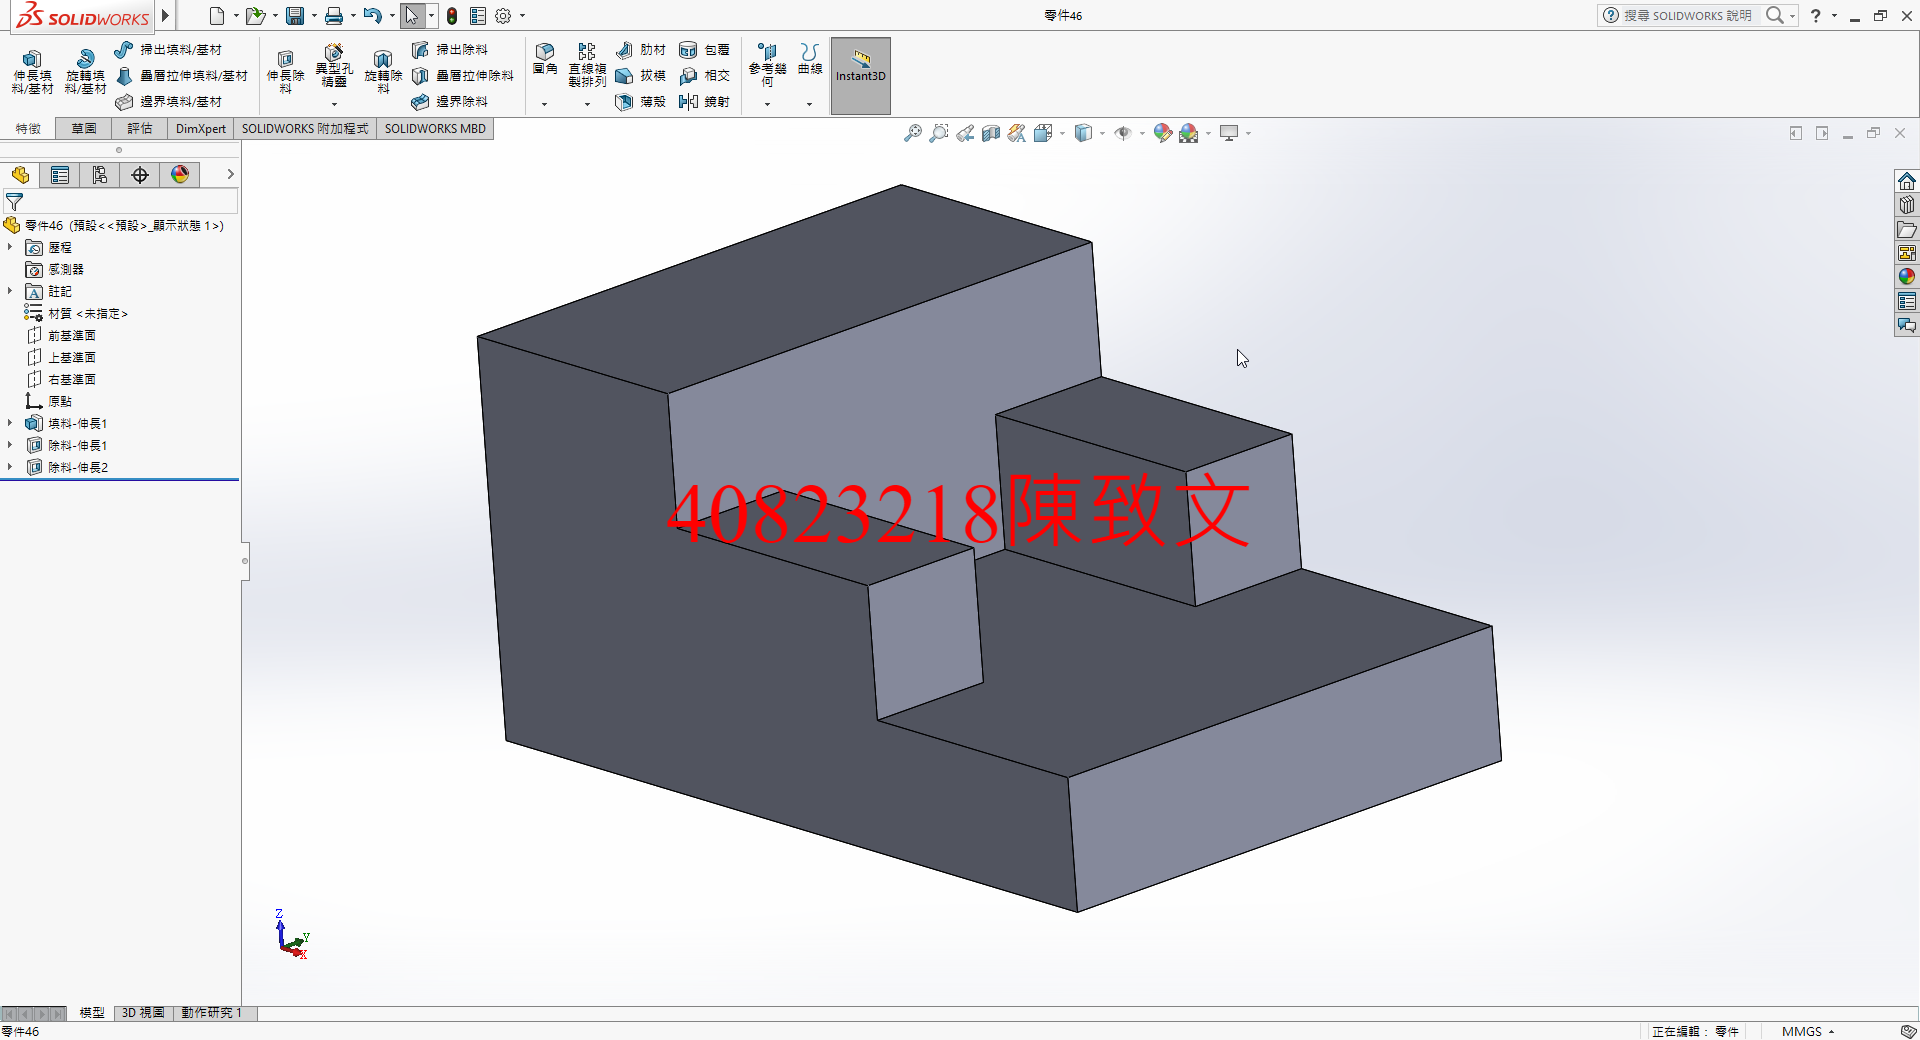 SOLIDWORKS
零件46
搜尋 SOLIDWORKS 說明
伸長填料/基材
旋轉填料/基材
掃出填料/基材
疊層拉伸填料/基材
邊界填料/基材
伸長除料
異型孔精靈
旋轉除料
掃出除料
疊層拉伸除料
邊界除料
圓角
直線複製排列
肋材
拔模
薄殼
包覆
相交
鏡射
參考幾何
曲線
Instant3D
特徵 草圖 評估 DimXpert SOLIDWORKS 附加程式 SOLIDWORKS MBD
零件46 (預設<<預設>_顯示狀態 1>)
歷程
感測器
註記
材質 <未指定>
前基準面
上基準面
右基準面
原點
填料-伸長1
除料-伸長1
除料-伸長2
40823218陳致文
Z
Y
X
模型 3D 視圖 動作研究 1
零件46
正在編輯： 零件
MMGS